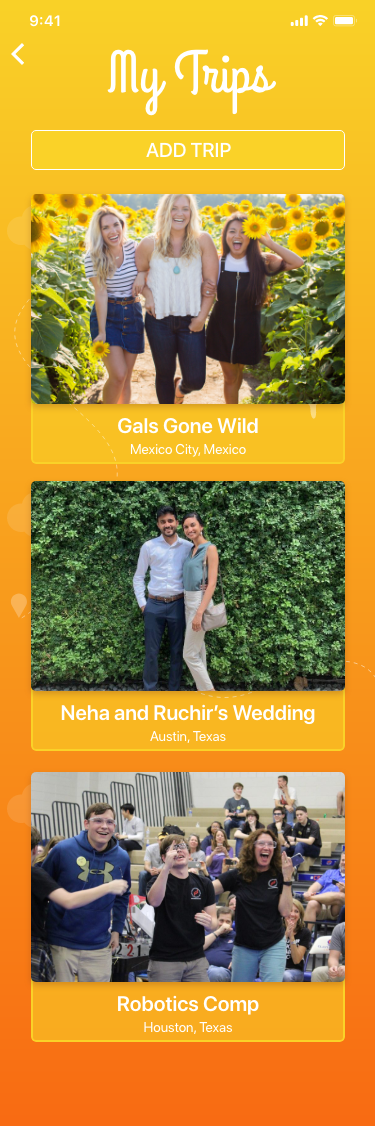 9:41
My Trips
ADD TRIP
Gals Gone Wild
Mexico City, Mexico
Neha and Ruchir's Wedding
Austin, Texas
Robotics Comp
Houston, Texas